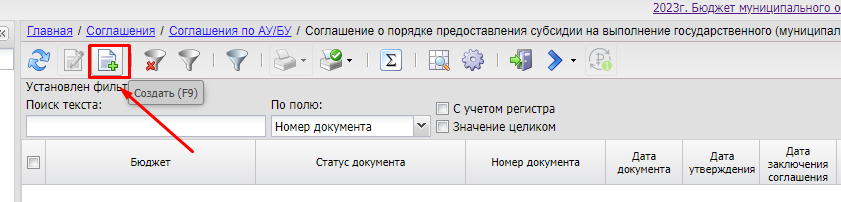 2023г. Бюджет муниципального о
Главная / Соглашения / Соглашения по АУ/БУ / Соглашение о порядке предоставления субсидии на выполнение государственного (муниципал
Σ
Установлен фильт
Создать (F9)
Поиск текста: По полю: С учетом регистра
Номер документа Значение целиком
Бюджет Статус документа Номер документа Дата документа Дата утверждения Дата заключения соглашения